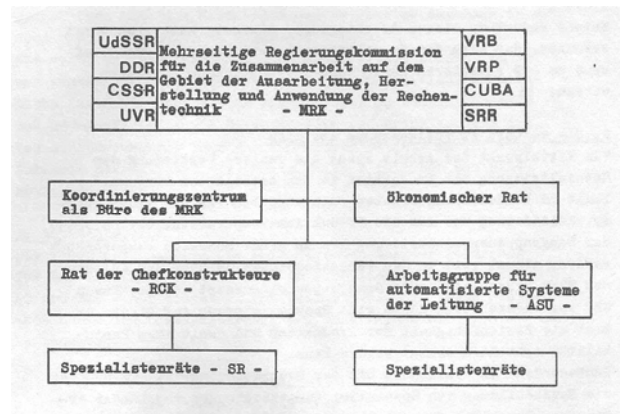 UdSSR
DDR
CSSR
UVR
Mehrseitige Regierungskommission
für die Zusammenarbeit auf dem
Gebiet der Ausarbeitung, Her-
stellung und Anwendung der Rechen-
technik - MRK -
VRB
VRP
CUBA
SRR
Koordinierungszentrum
als Büro des MRK
ökonomischer Rat
Rat der Chefkonstrukteure
- RCK -
Arbeitsgruppe für
automatisierte Systeme
der Leitung - ASU -
Spezialistenräte - SR -
Spezialistenräte